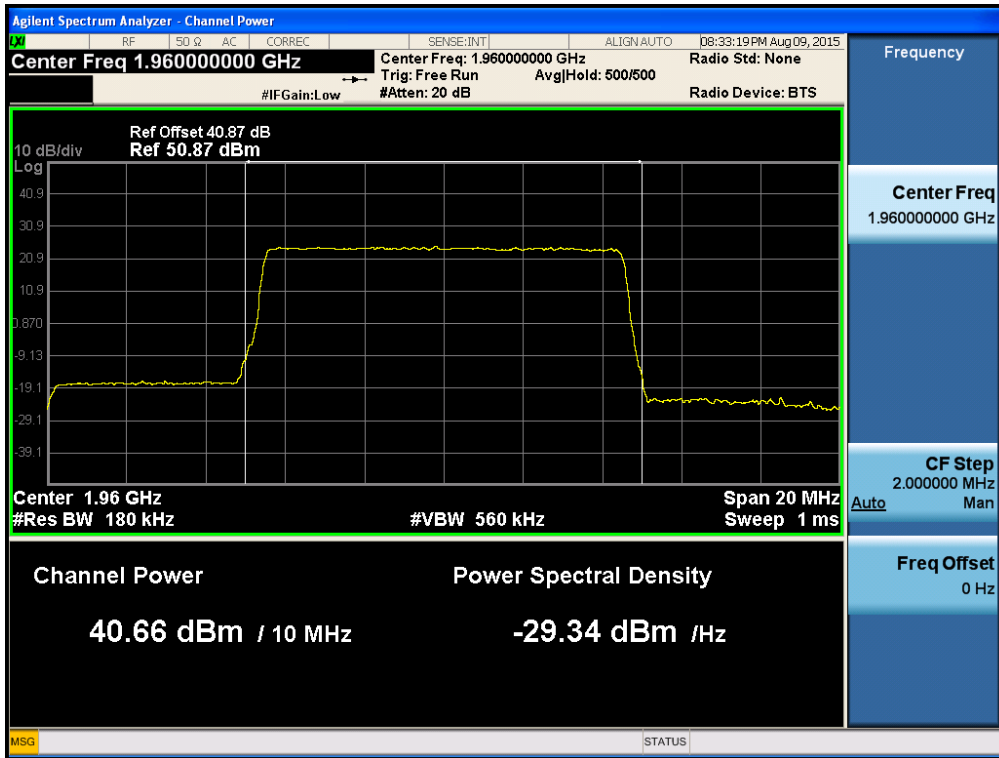 Agilent Spectrum Analyzer - Channel Power
LXI RF 50 Ω AC CORREC SENSE:INT ALIGN AUTO 08:33:19 PM Aug 09, 2015
Center Freq 1.960000000 GHz
Center Freq: 1.960000000 GHz
Radio Std: None
Trig: Free Run Avg|Hold: 500/500
#IFGain:Low
#Atten: 20 dB
Radio Device: BTS
Ref Offset 40.87 dB
10 dB/div Ref 50.87 dBm
Log
40.9
30.9
20.9
10.9
0.870
-9.13
-19.1
-29.1
-39.1
Center 1.96 GHz
Span 20 MHz
#Res BW 180 kHz
#VBW 560 kHz
Sweep 1 ms
Channel Power
Power Spectral Density
40.66 dBm / 10 MHz
-29.34 dBm /Hz
Frequency
Center Freq
1.960000000 GHz
CF Step
2.000000 MHz
Auto Man
Freq Offset
0 Hz
MSG
STATUS